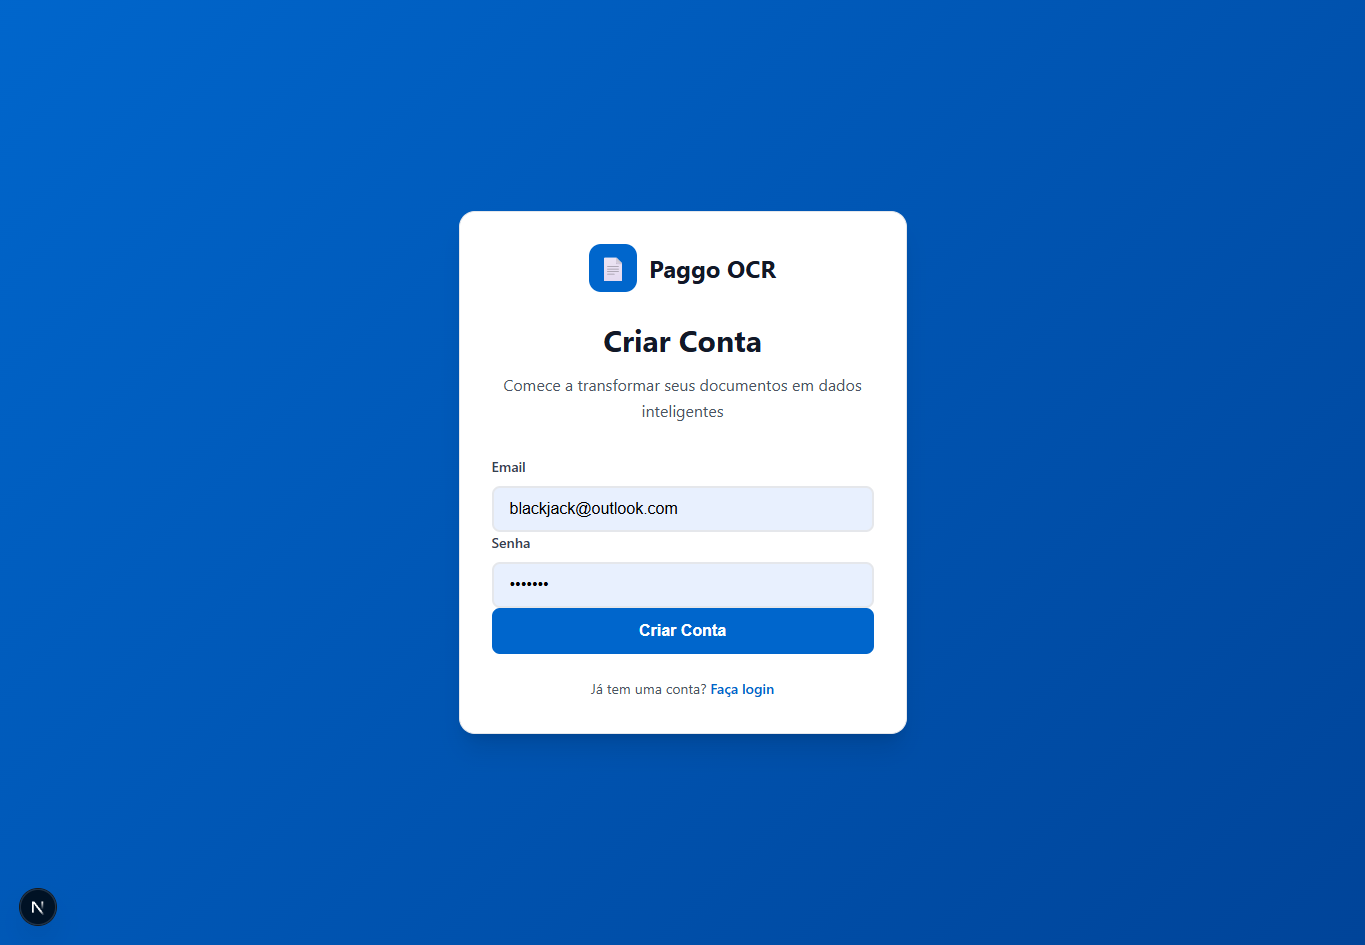 Paggo OCR
Criar Conta
Comece a transformar seus documentos em dados
inteligentes
Email
blackjack@outlook.com
Senha
•••••••
Criar Conta
Já tem uma conta? Faça login
N